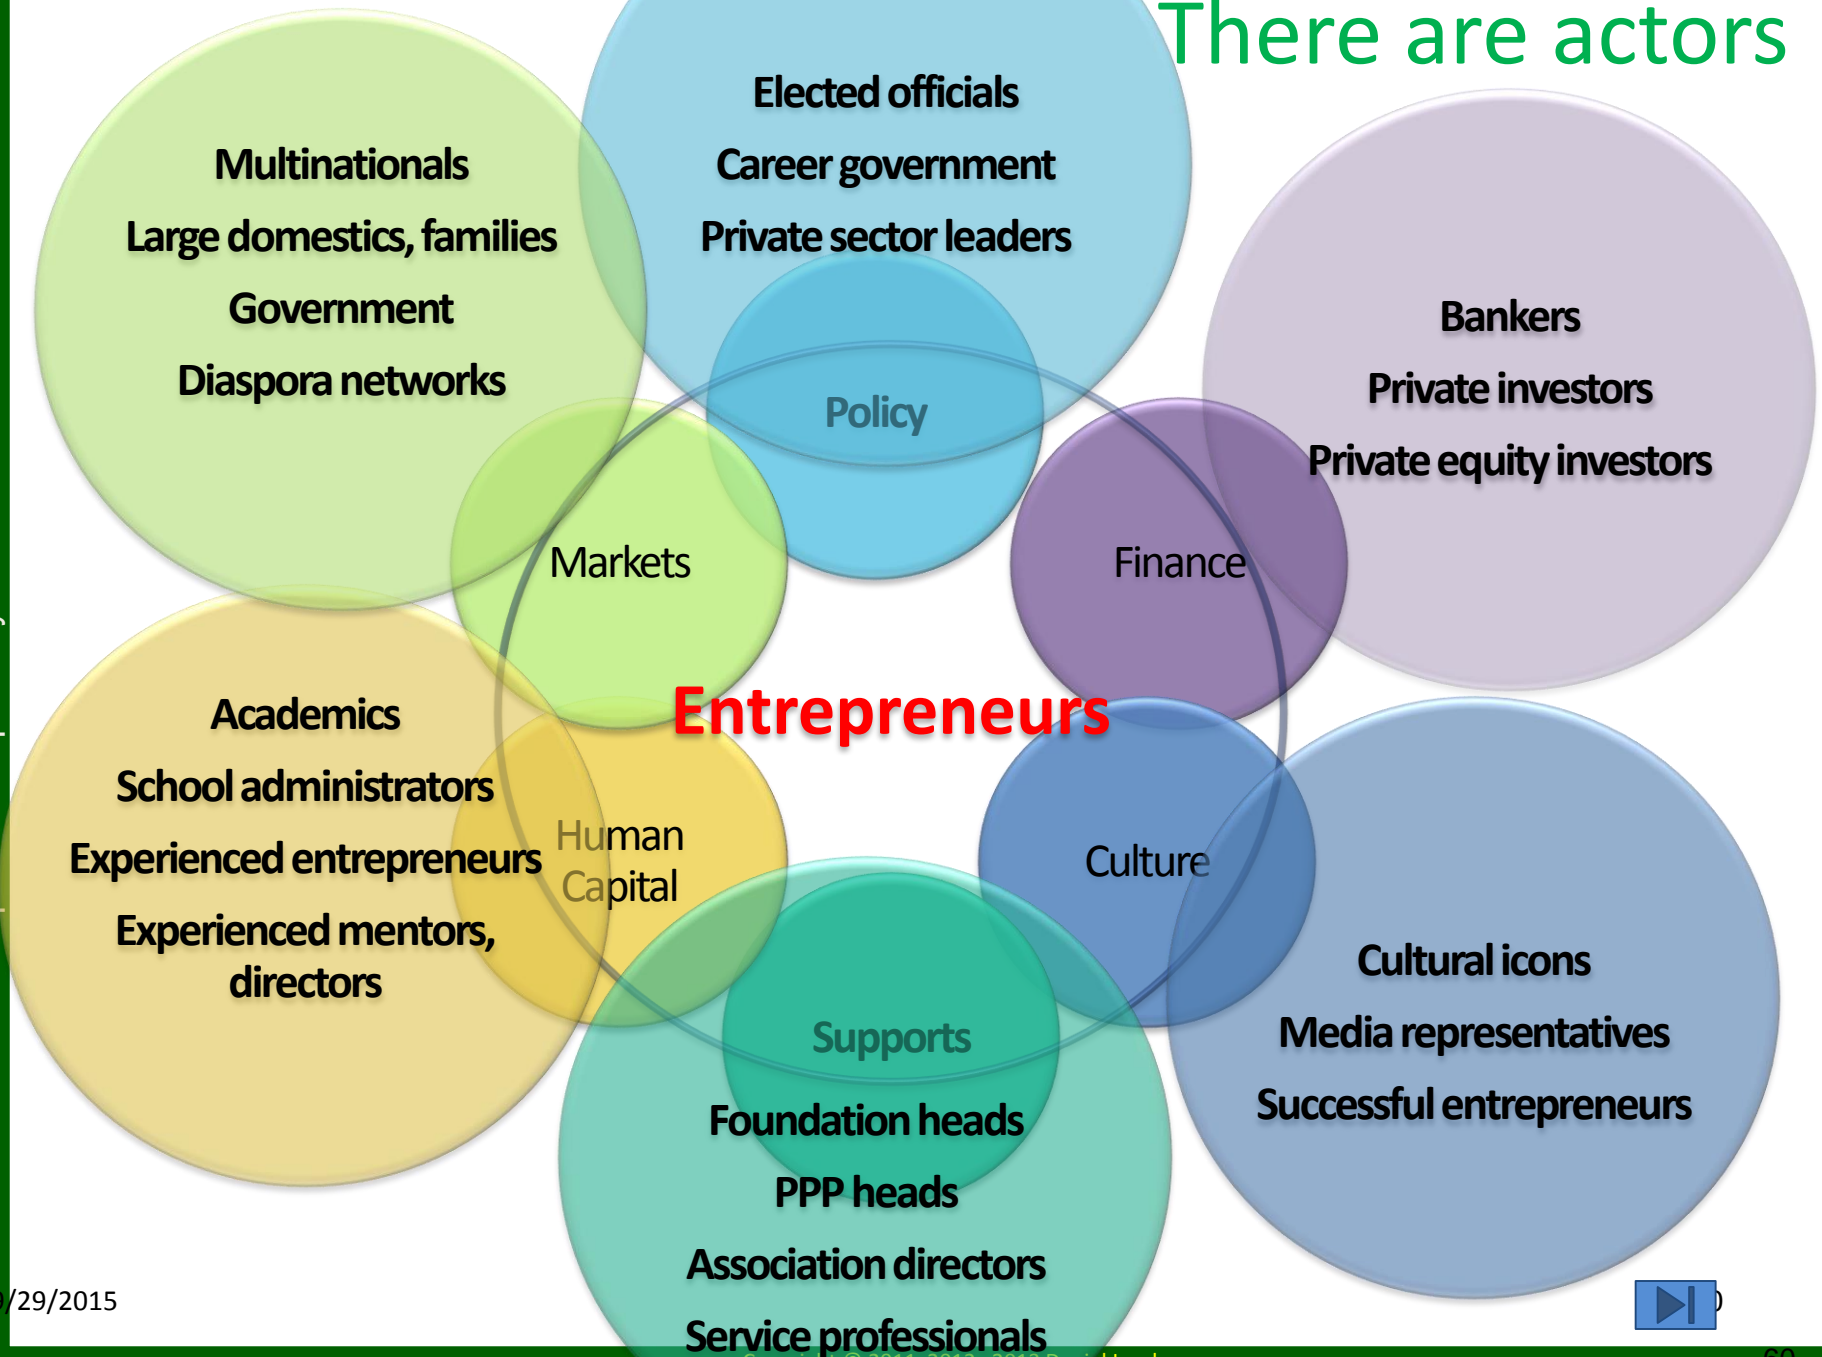 There are actors
Elected officials
Career government
Private sector leaders
Policy
Multinationals
Large domestics, families
Government
Diaspora networks
Markets
Bankers
Private investors
Private equity investors
Finance
Entrepreneurs
Academics
School administrators
Experienced entrepreneurs
Experienced mentors,
directors
Human
Capital
Culture
Cultural icons
Media representatives
Successful entrepreneurs
Supports
Foundation heads
PPP heads
Association directors
Service professionals
/29/2015